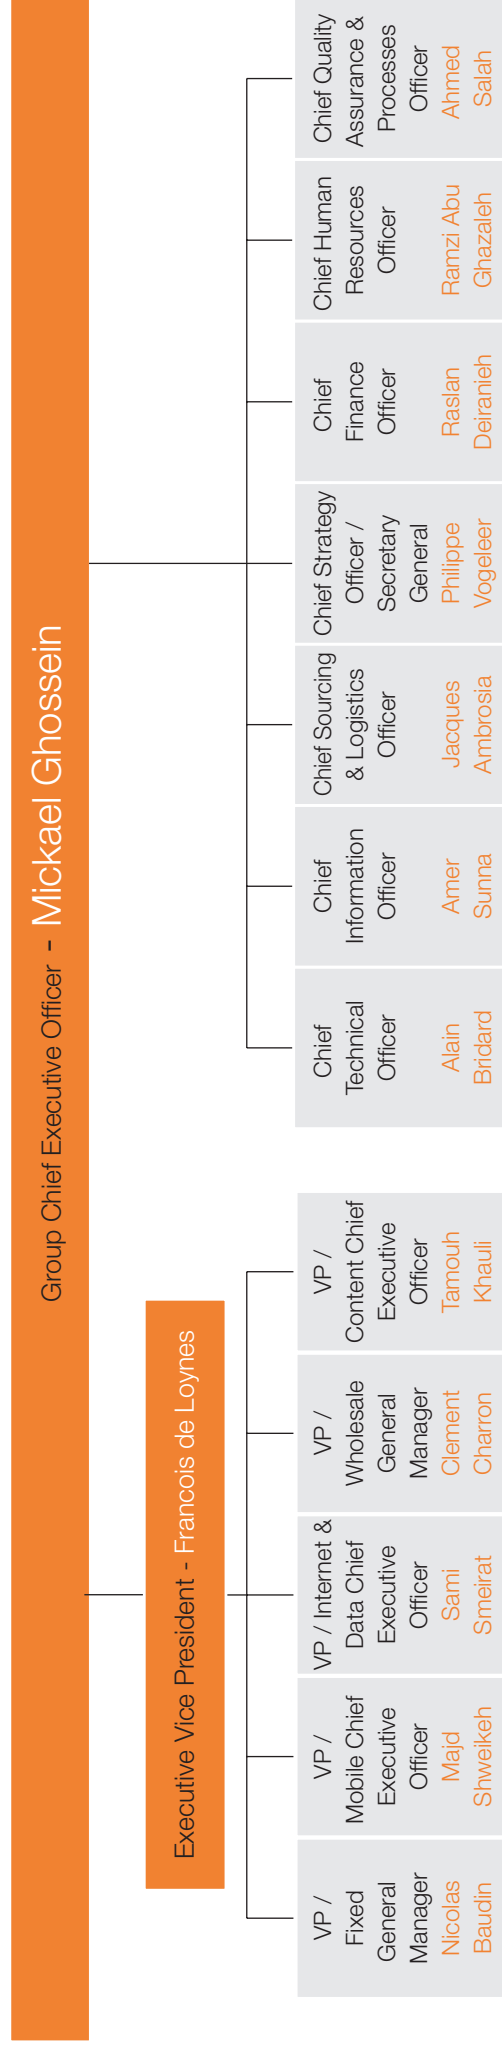 Group Chief Executive Officer - Mickael Ghossein
Executive Vice President - Francois de Loynes
VP /
Fixed
General
Manager
Nicolas
Baudin
VP /
Mobile Chief
Executive
Officer
Majd
Shweikeh
VP / Internet &
Data Chief
Executive
Officer
Sami
Smeirat
VP /
Wholesale
General
Manager
Clement
Charron
VP /
Content Chief
Executive
Officer
Tamouh
Khauli
Chief
Technical
Officer
Alain
Bridard
Chief
Information
Officer
Amer
Sunna
Chief Sourcing
& Logistics
Officer
Jacques
Ambrosia
Chief Strategy
Officer /
Secretary
General
Philippe
Vogeleer
Chief
Finance
Officer
Raslan
Deiranieh
Chief Human
Resources
Officer
Ramzi Abu
Ghazaleh
Chief Quality
Assurance &
Processes
Officer
Ahmed
Salah